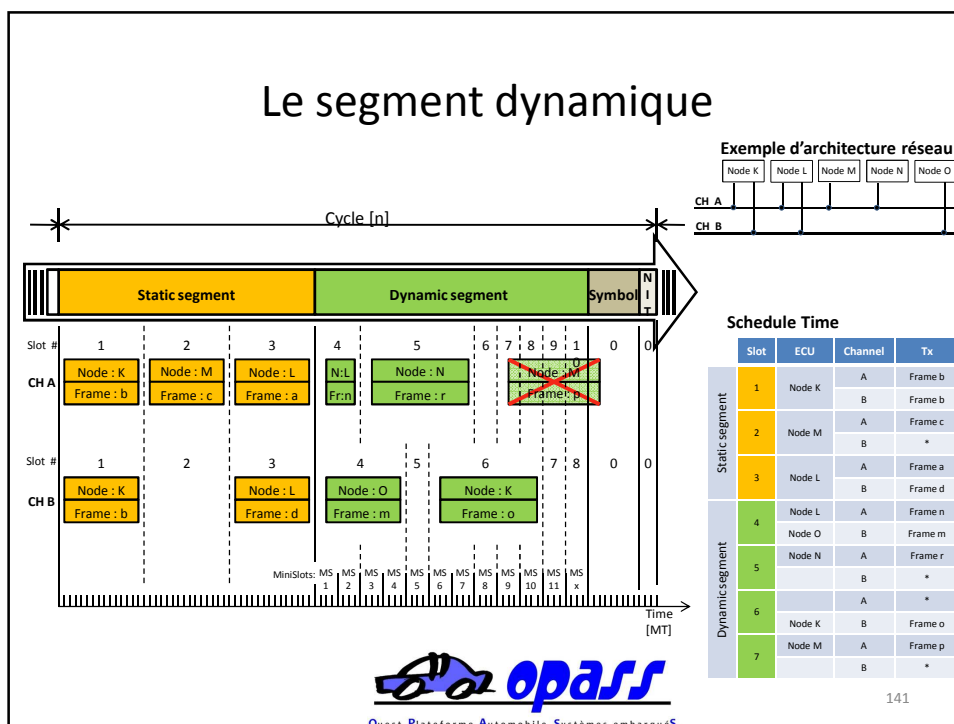 Le segment dynamique
Exemple d'architecture réseau
Node K Node L Node M Node N Node O
CH A
CH B
Cycle [n]
Static segment Dynamic segment Symbol N I T
Slot # 1 2 3 4 5 6 7 8 9 10 0 0
CH A
Node : K Node : M Node : L N:L Node : N Node : M
Frame : b Frame : c Frame : a Fr:n Frame : r Frame : p
Slot # 1 2 3 4 5 6 7 8 0 0
CH B
Node : K Node : L Node : O Node : K
Frame : b Frame : d Frame : m Frame : o
MiniSlots: MS 1 MS 2 MS 3 MS 4 MS 5 MS 6 MS 7 MS 8 MS 9 MS 10 MS 11 MS x
Time [MT]
Schedule Time
Slot ECU Channel Tx
Static segment
1 Node K A Frame b
B Frame b
2 Node M A Frame c
B *
3 Node L A Frame a
B Frame d
Dynamic segment
4 Node L A Frame n
Node O B Frame m
5 Node N A Frame r
B *
6 A *
Node K B Frame o
7 Node M A Frame p
B *
opass
Ouest Plateforme Automobile Systèmes embarquéS
141